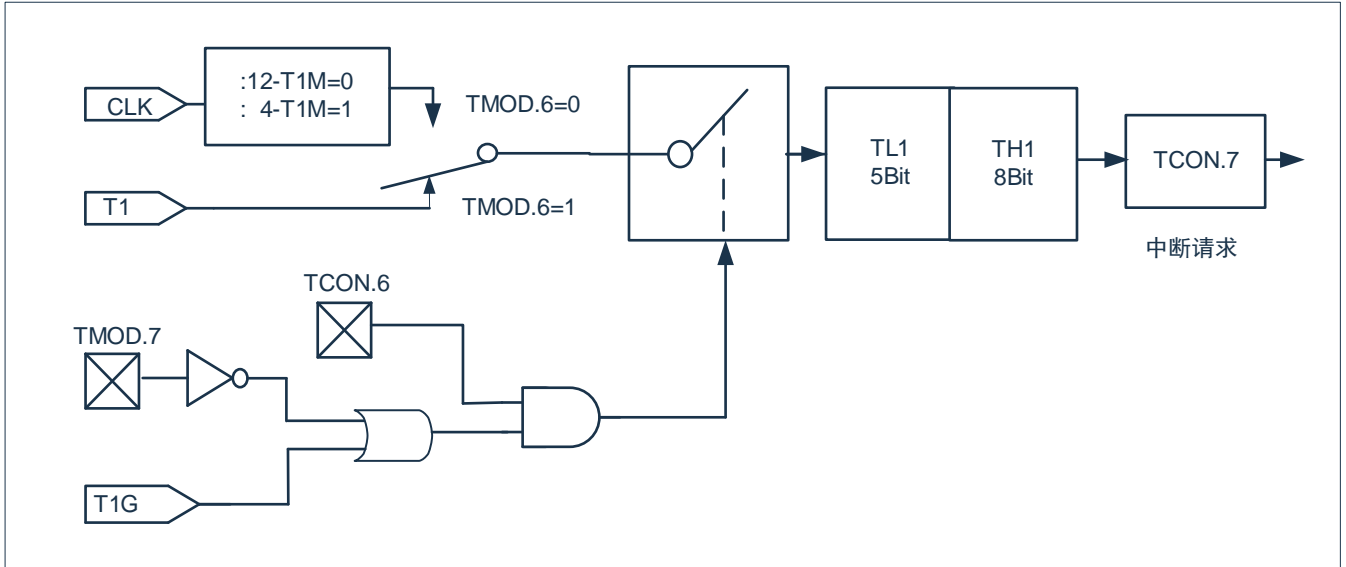 :12-T1M=0
: 4-T1M=1
CLK
TMOD.6=0
T1
TMOD.6=1
TL1
5Bit
TH1
8Bit
TCON.7
中断请求
TCON.6
TMOD.7
T1G